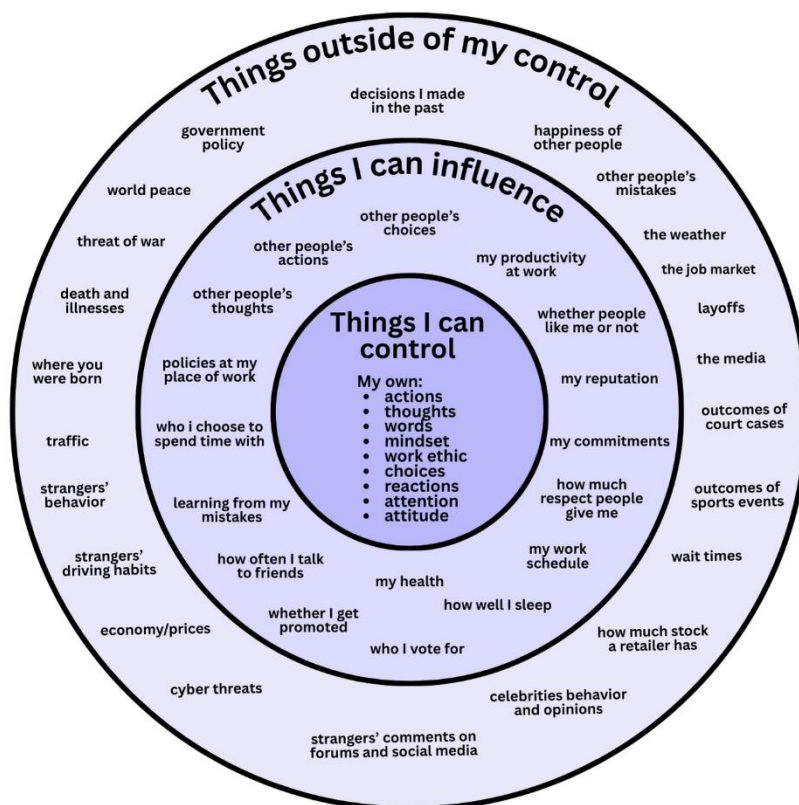 Things outside of my control
decisions I made
in the past
government
policy
happiness of
other people
world peace
other people's
mistakes
threat of war
the weather
the job market
death and
illnesses
layoffs
where you
were born
the media
traffic
outcomes of
court cases
strangers'
behavior
outcomes of
sports events
strangers'
driving habits
wait times
economy/prices
how much stock
a retailer has
cyber threats
celebrities behavior
and opinions
strangers' comments on
forums and social media
Things I can influence
other people's
choices
other people's
actions
my productivity
at work
other people's
thoughts
whether people
like me or not
policies at my
place of work
my reputation
who i choose to
spend time with
my commitments
learning from my
mistakes
how much
respect people
give me
how often I talk
to friends
my work
schedule
my health
how well I sleep
whether I get
promoted
who I vote for
Things I can
control
My own:
• actions
• thoughts
• words
• mindset
• work ethic
• choices
• reactions
• attention
• attitude